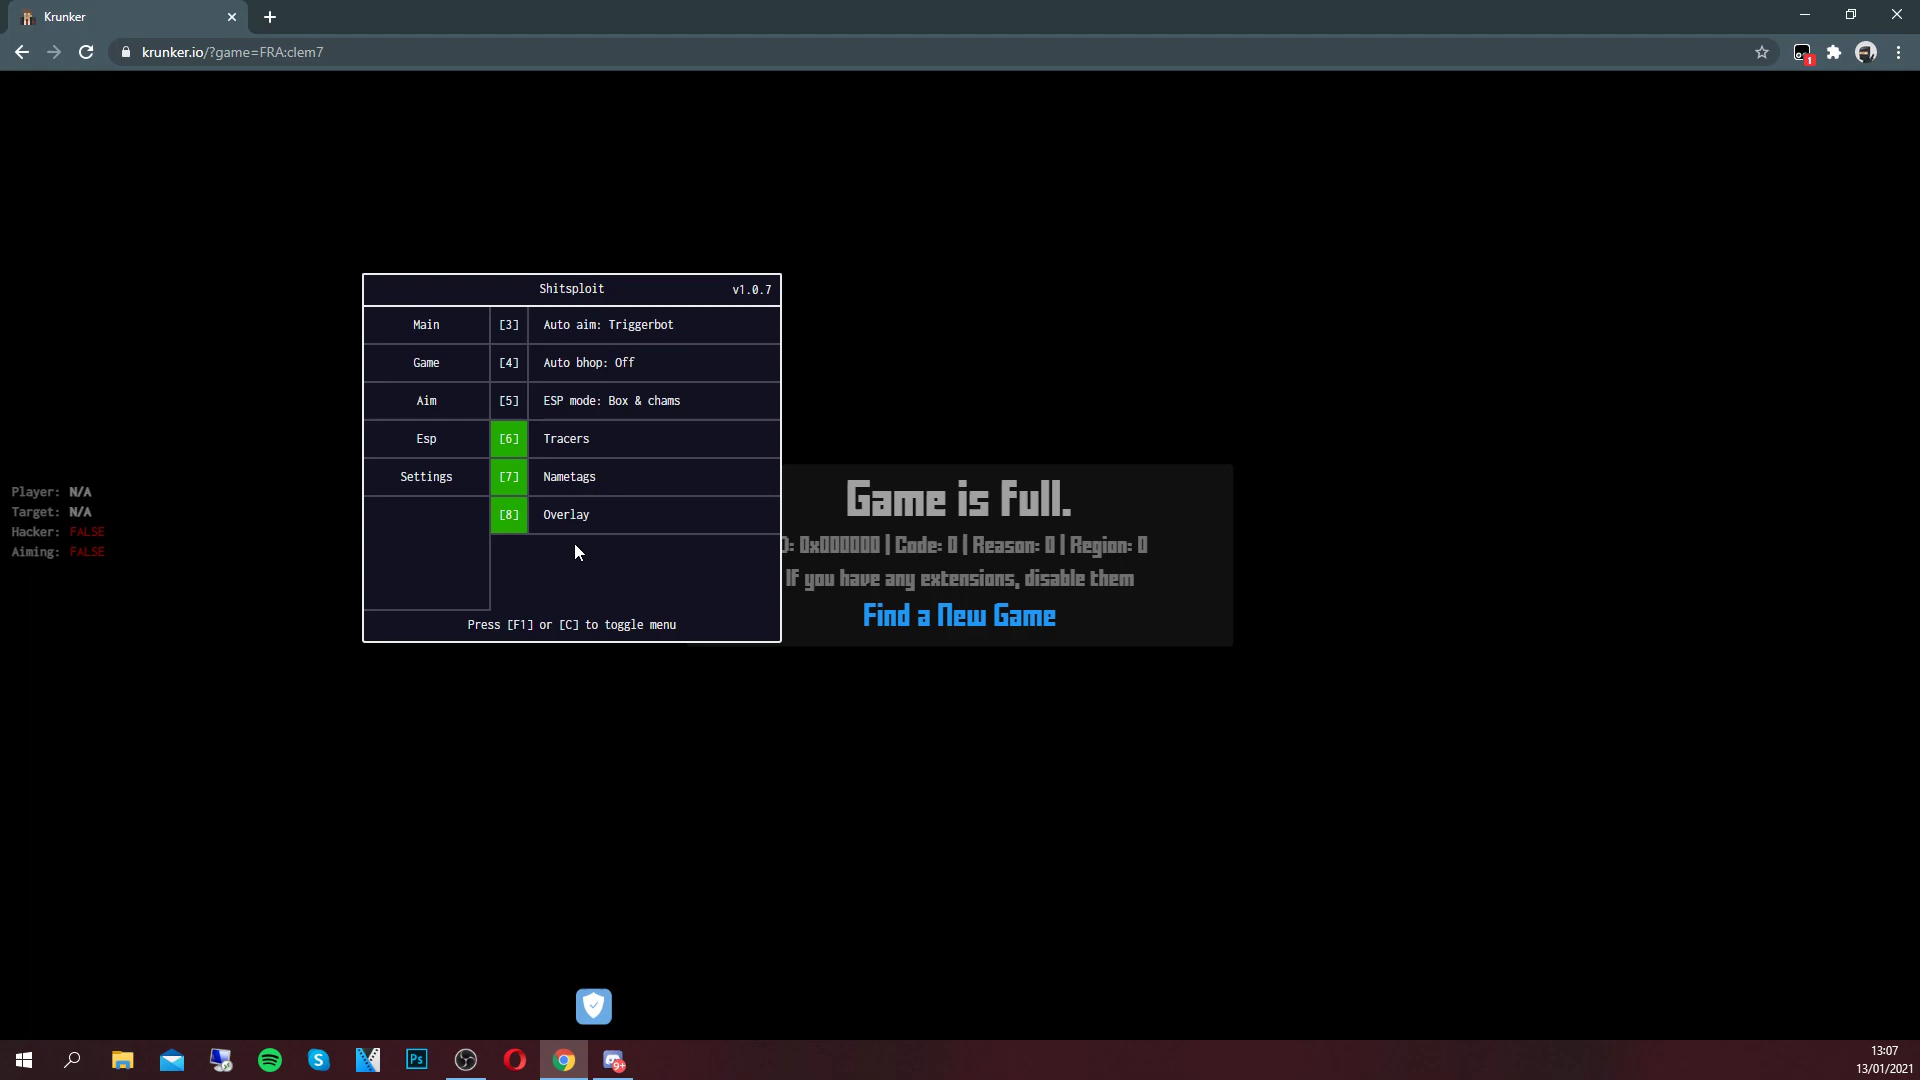 Krunker
krunker.io/?game=FRA:clem7
1
Shitsploit v1.0.7
Main [3] Auto aim: Triggerbot
Game [4] Auto bhop: Off
Aim [5] ESP mode: Box & chams
Esp [6] Tracers
Settings [7] Nametags
[8] Overlay
Press [F1] or [C] to toggle menu
Player: N/A
Target: N/A
Hacker: FALSE
Aiming: FALSE
Game is Full.
: 0x000000 | Code: 0 | Reason: 0 | Region: 0
If you have any extensions, disable them
Find a New Game
S
Ps
9+
13:07
13/01/2021